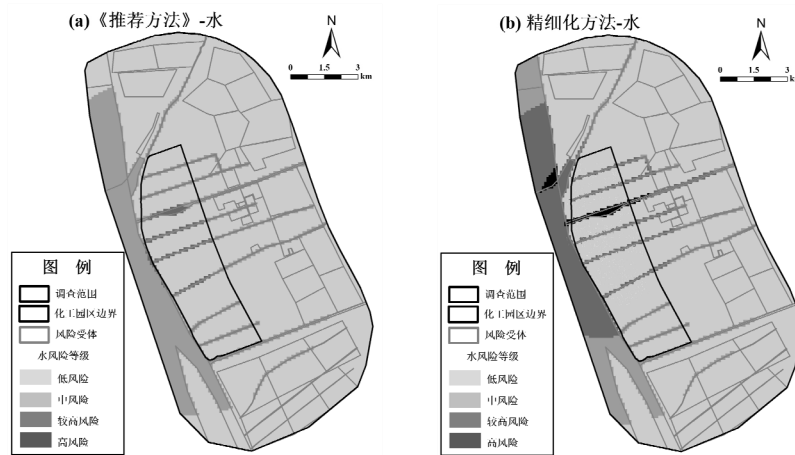 (a)《推荐方法》-水
N
0 1.5 3
km
图 例
调查范围
化工园区边界
风险受体
水风险等级
低风险
中风险
较高风险
高风险
(b) 精细化方法-水
N
0 1.5 3
k
图 例
调查范围
化工园区边界
风险受体
水风险等级
低风险
中风险
较高风险
高风险